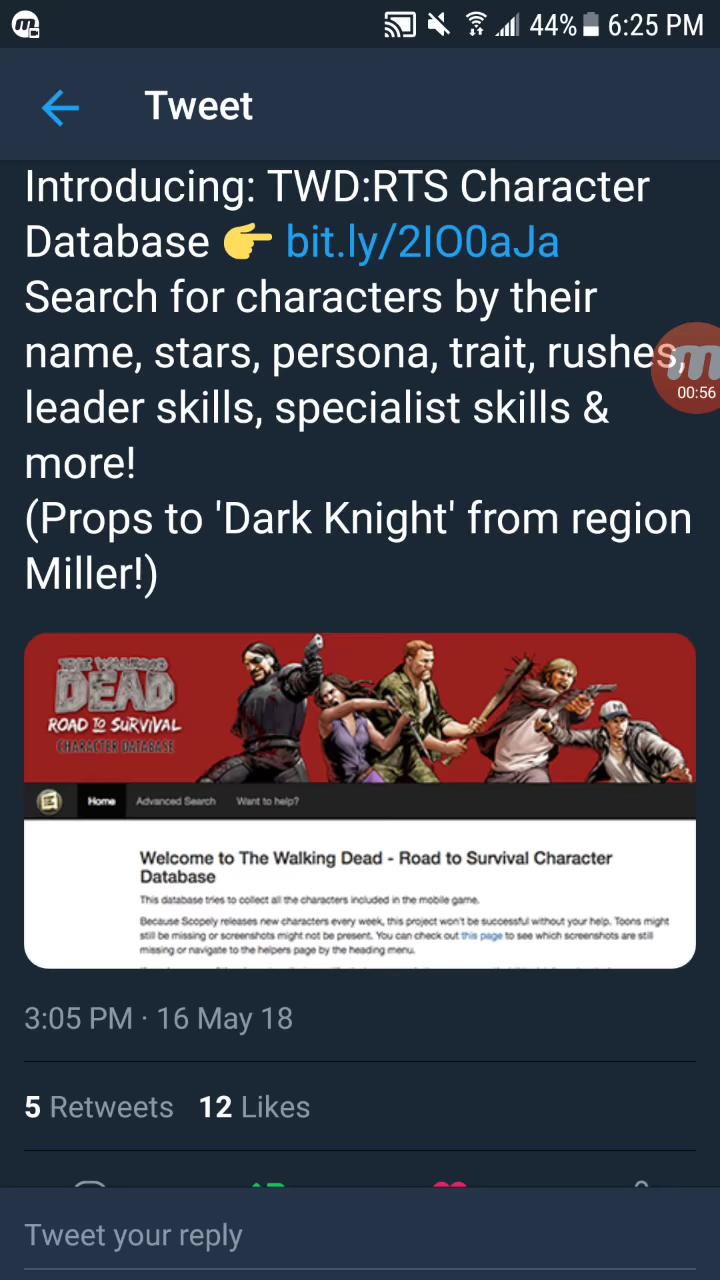 44% 6:25 PM
Tweet
Introducing: TWD:RTS Character
Database 👉 bit.ly/2IO0aJa
Search for characters by their
name, stars, persona, trait, rushes,
leader skills, specialist skills &
more!
(Props to 'Dark Knight' from region
Miller!)
00:56
THE WALKING
DEAD
ROAD TO SURVIVAL
CHARACTER DATABASE
Home Advanced Search Want to help?
Welcome to The Walking Dead - Road to Survival Character
Database
This database tries to collect all the characters included in the mobile game.
Because Scopely releases new characters every week, this project won't be successful without your help. Toons might
still be missing or screenshots might not be present. You can check out this page to see which screenshots are still
missing or navigate to the helpers page by the heading menu.
3:05 PM · 16 May 18
5 Retweets 12 Likes
Tweet your reply